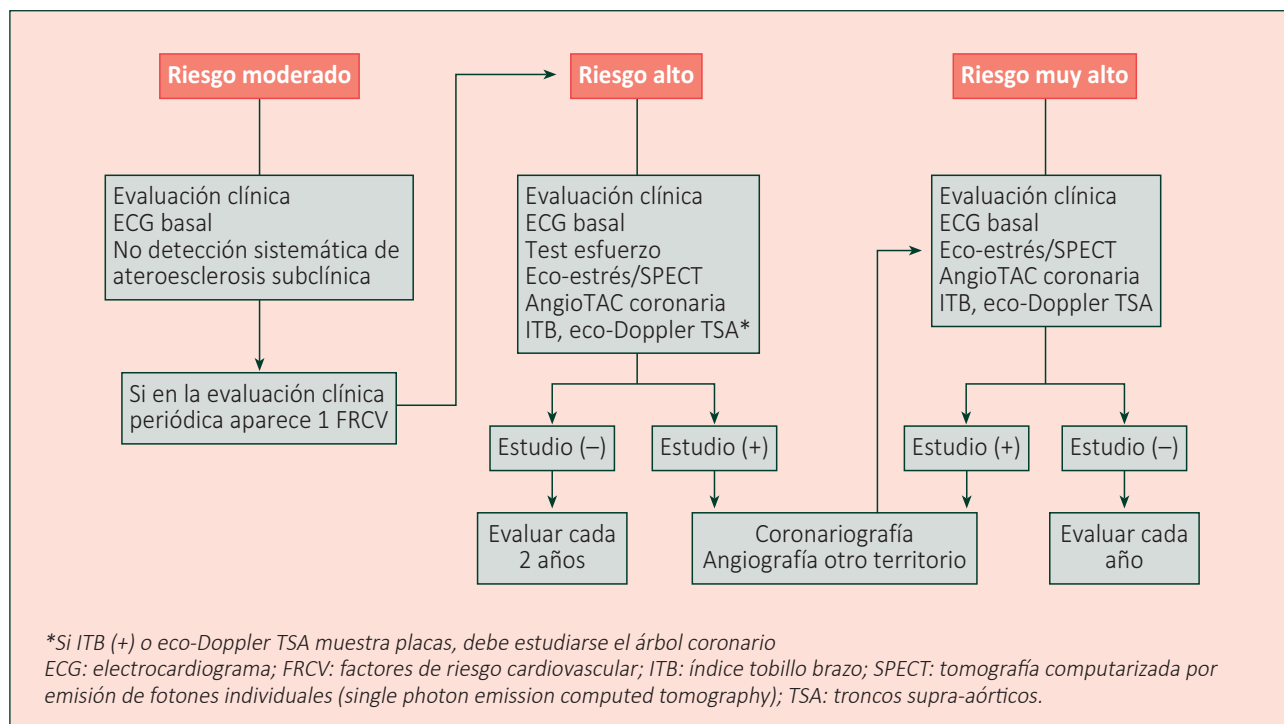 Riesgo moderado
Evaluación clínica
ECG basal
No detección sistemática de
ateroesclerosis subclínica
Si en la evaluación clínica
periódica aparece 1 FRCV
Riesgo alto
Evaluación clínica
ECG basal
Test esfuerzo
Eco-estrés/SPECT
AngioTAC coronaria
ITB, eco-Doppler TSA*
Estudio (–)
Estudio (+)
Evaluar cada
2 años
Coronariografía
Angiografía otro territorio
Riesgo muy alto
Evaluación clínica
ECG basal
Eco-estrés/SPECT
AngioTAC coronaria
ITB, eco-Doppler TSA
Estudio (+)
Estudio (–)
Evaluar cada
año
*Si ITB (+) o eco-Doppler TSA muestra placas, debe estudiarse el árbol coronario
ECG: electrocardiograma; FRCV: factores de riesgo cardiovascular; ITB: índice tobillo brazo; SPECT: tomografía computarizada por
emisión de fotones individuales (single photon emission computed tomography); TSA: troncos supra-aórticos.